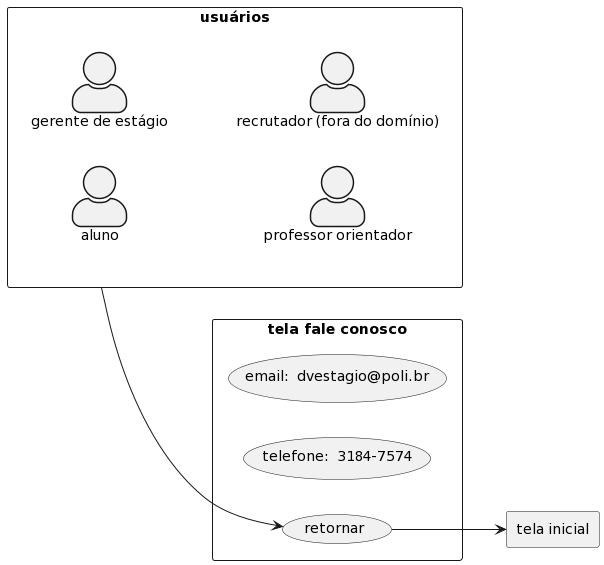 usuários
gerente de estágio
recrutador (fora do domínio)
aluno
professor orientador
tela fale conosco
email:  dvestagio@poli.br
telefone:  3184-7574
retornar
tela inicial